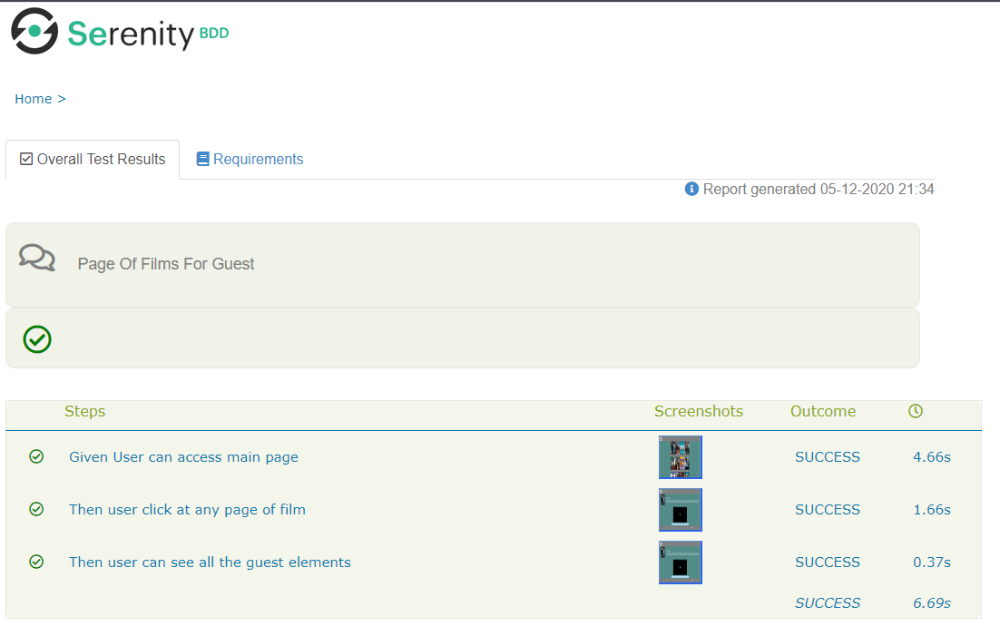 Serenity BDD
Home >
Overall Test Results Requirements
Report generated 05-12-2020 21:34
Page Of Films For Guest
Steps Screenshots Outcome
Given User can access main page SUCCESS 4.66s
Then user click at any page of film SUCCESS 1.66s
Then user can see all the guest elements SUCCESS 0.37s
SUCCESS 6.69s